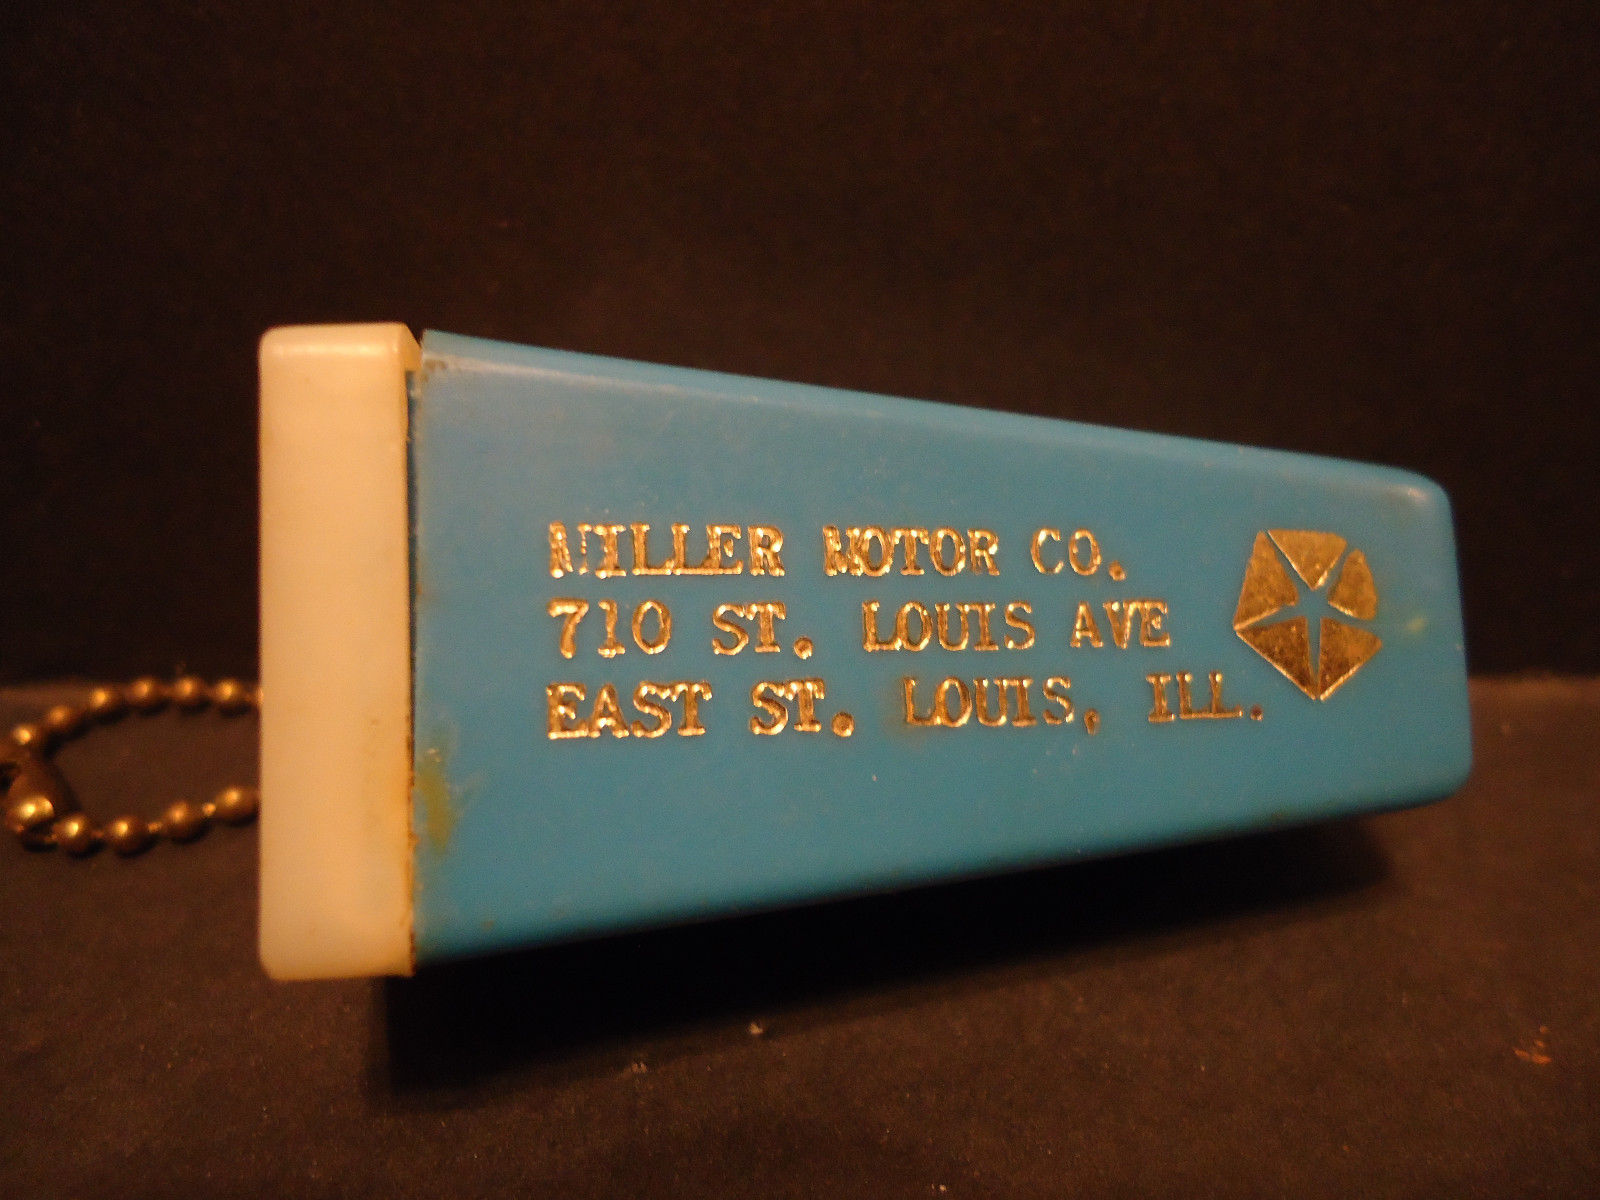 MILLER MOTOR CO.
710 ST. LOUIS AVE
EAST ST. LOUIS, ILL.